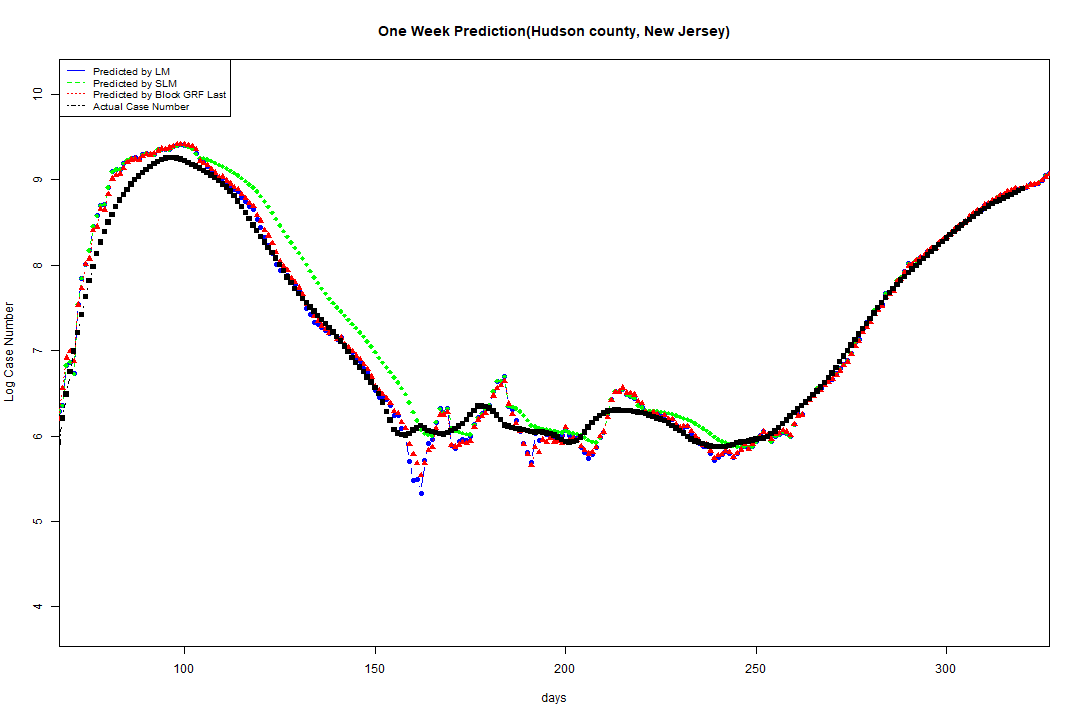 One Week Prediction(Hudson county, New Jersey)
Predicted by LM
Predicted by SLM
Predicted by Block GRF Last
Actual Case Number
10
9
8
7
6
5
4
Log Case Number
100 150 200 250 300
days